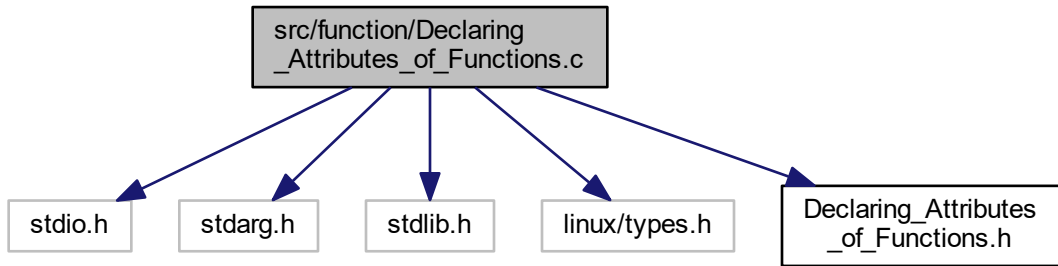 src/function/Declaring
_Attributes_of_Functions.c
stdio.h
stdarg.h
stdlib.h
linux/types.h
Declaring_Attributes
_of_Functions.h